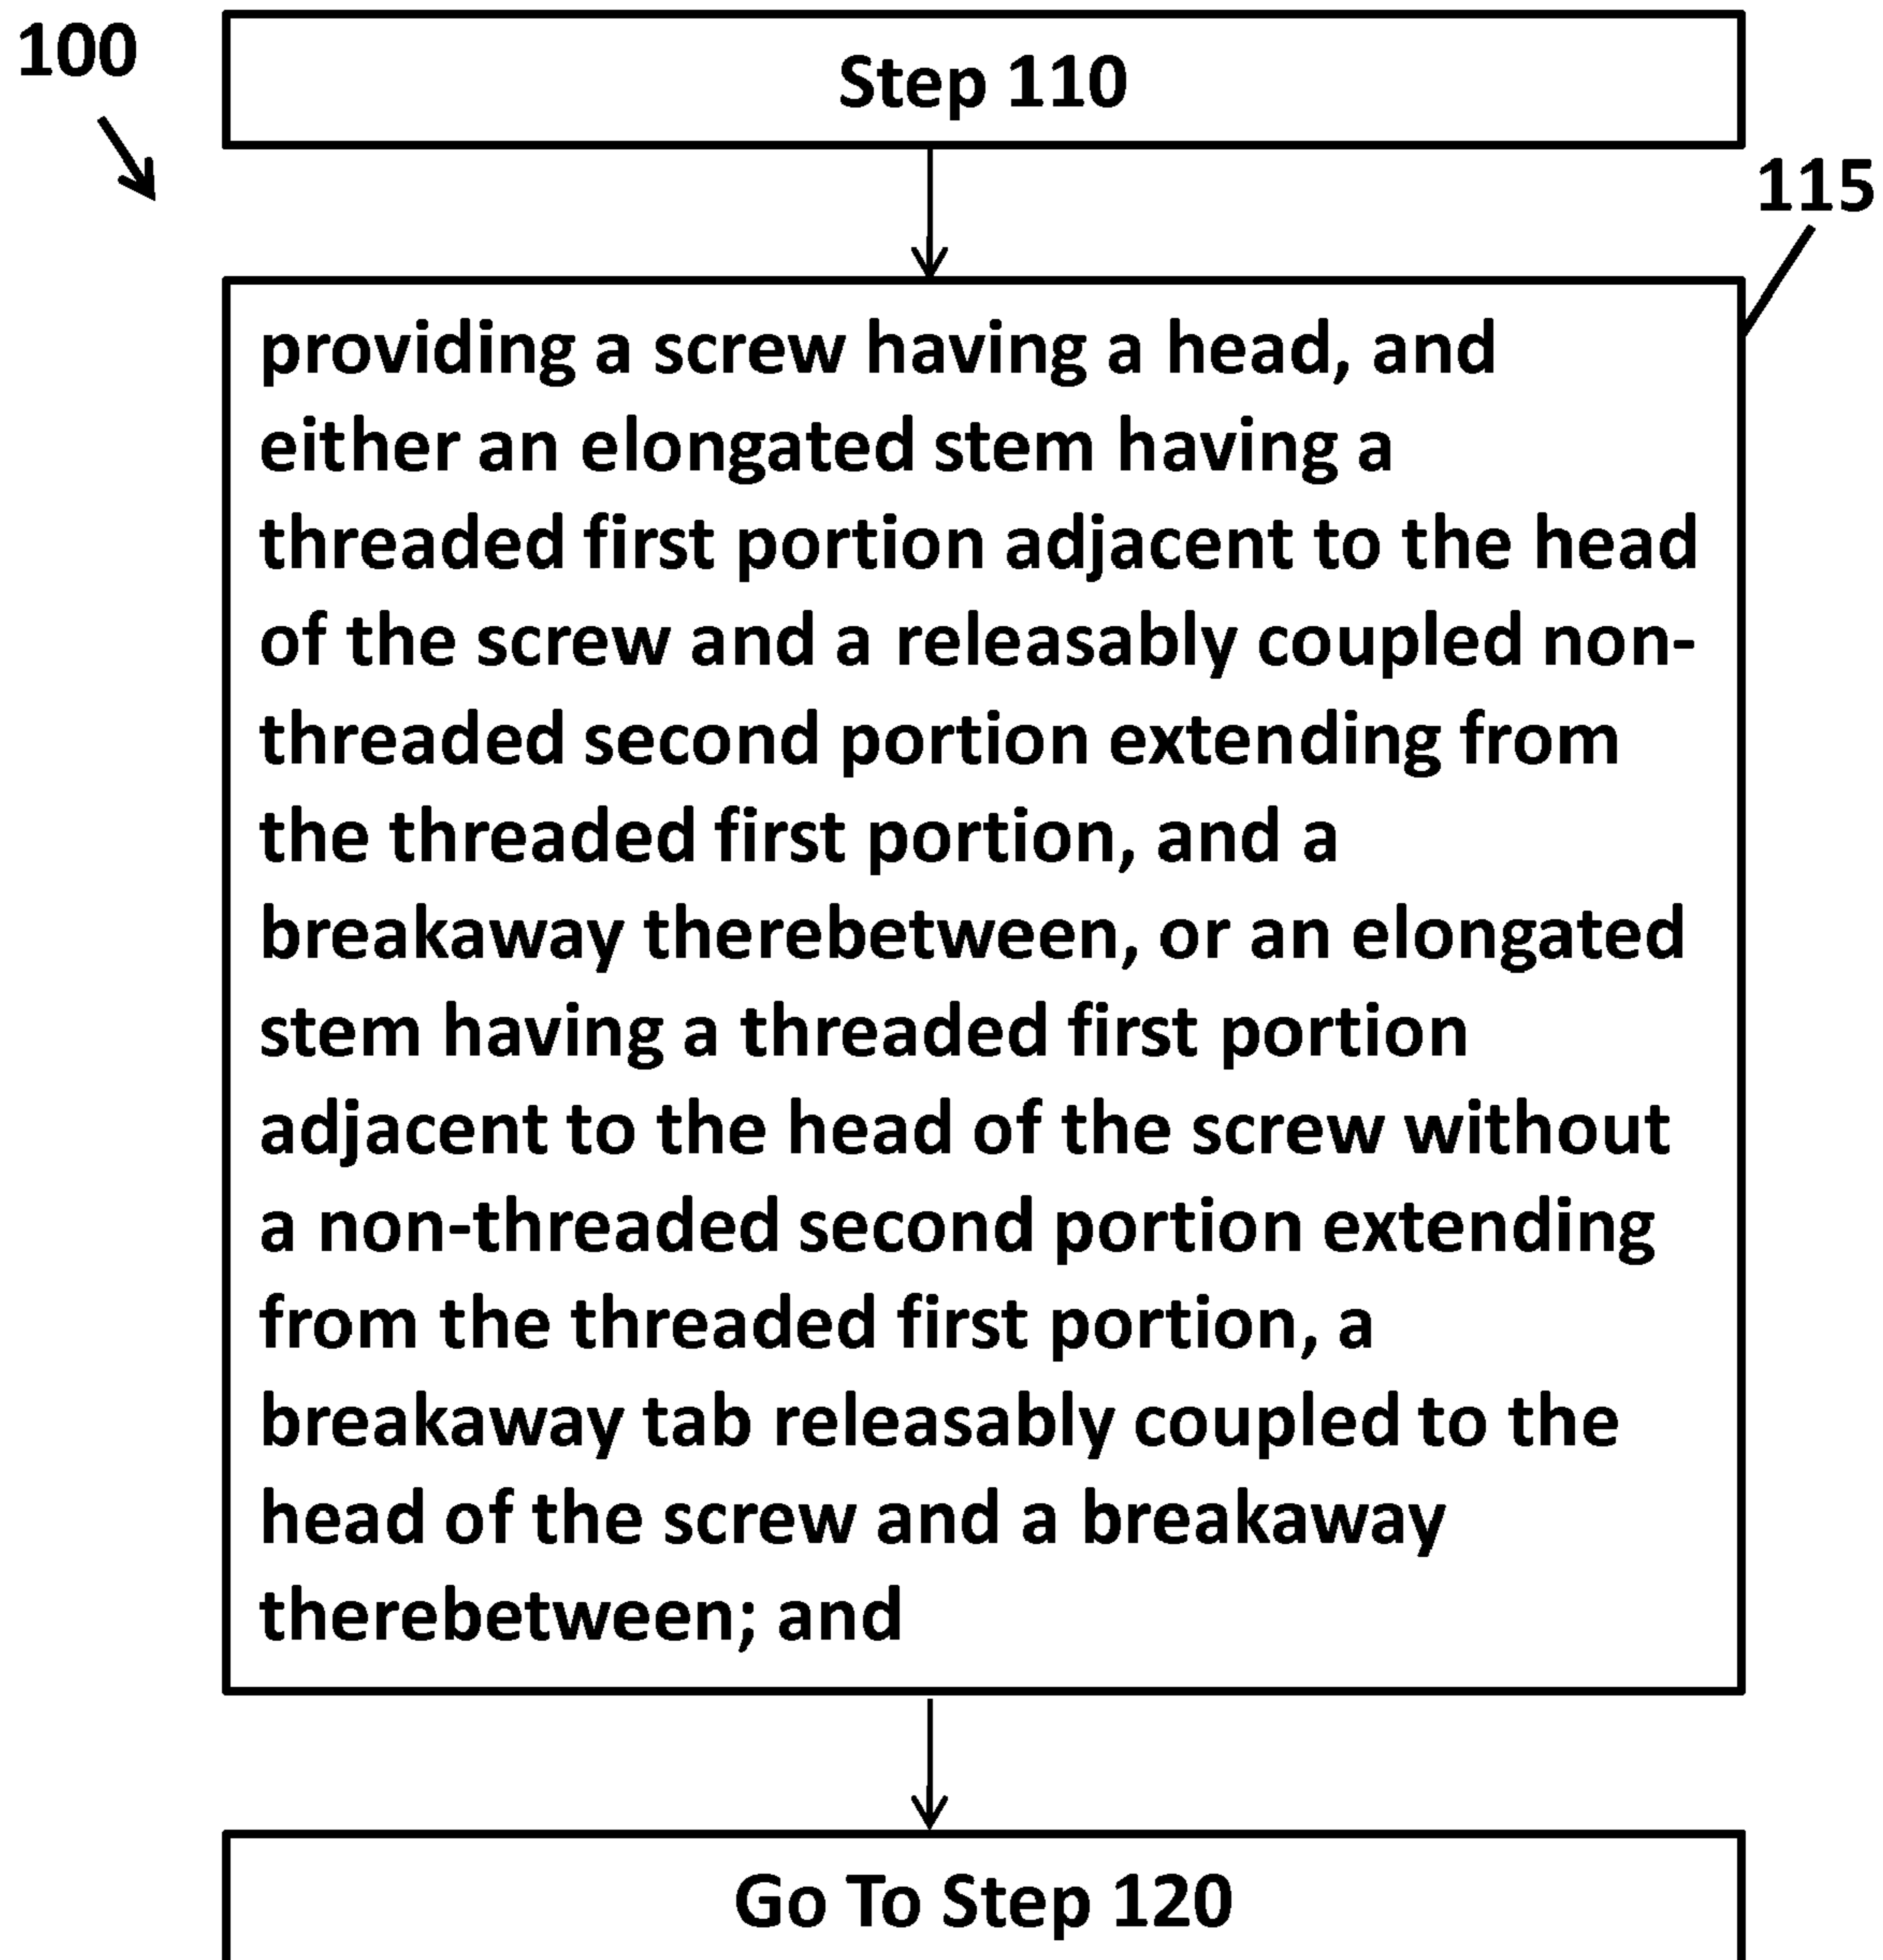 100
Step 110
115
providing a screw having a head, and
either an elongated stem having a
threaded first portion adjacent to the head
of the screw and a releasably coupled non-
threaded second portion extending from
the threaded first portion, and a
breakaway therebetween, or an elongated
stem having a threaded first portion
adjacent to the head of the screw without
a non-threaded second portion extending
from the threaded first portion, a
breakaway tab releasably coupled to the
head of the screw and a breakaway
therebetween; and
Go To Step 120